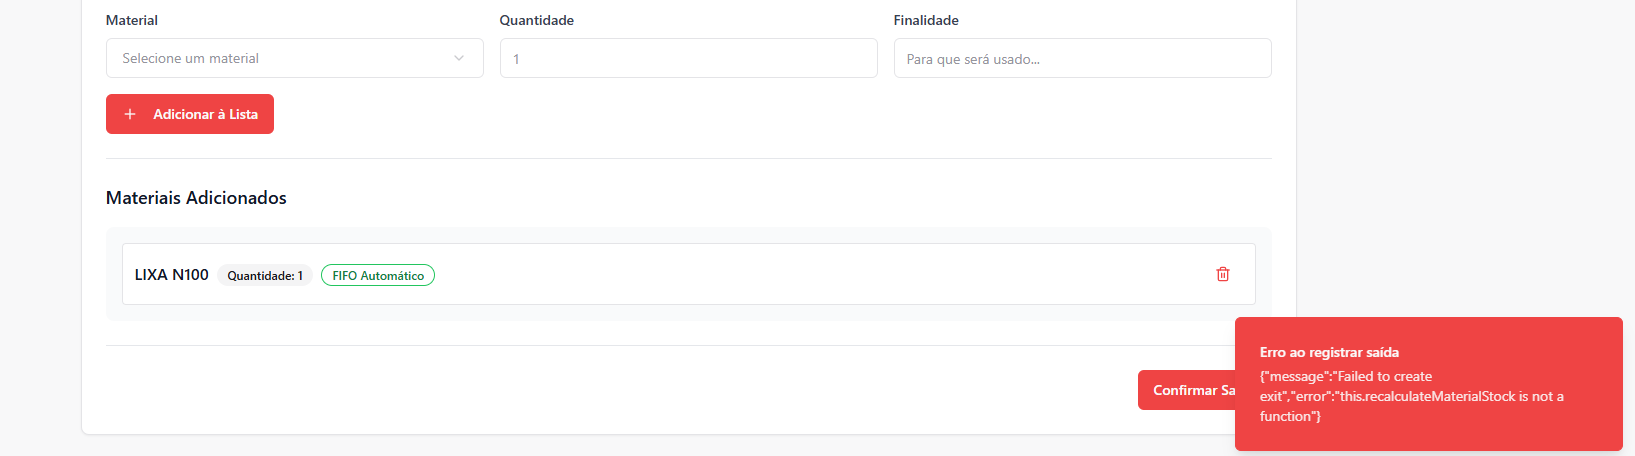 Material
Quantidade
Finalidade
Selecione um material
1
Para que será usado...
Adicionar à Lista
Materiais Adicionados
LIXA N100
Quantidade: 1
FIFO Automático
Confirmar Sa
Erro ao registrar saída
{"message":"Failed to create
exit","error":"this.recalculateMaterialStock is not a
function"}